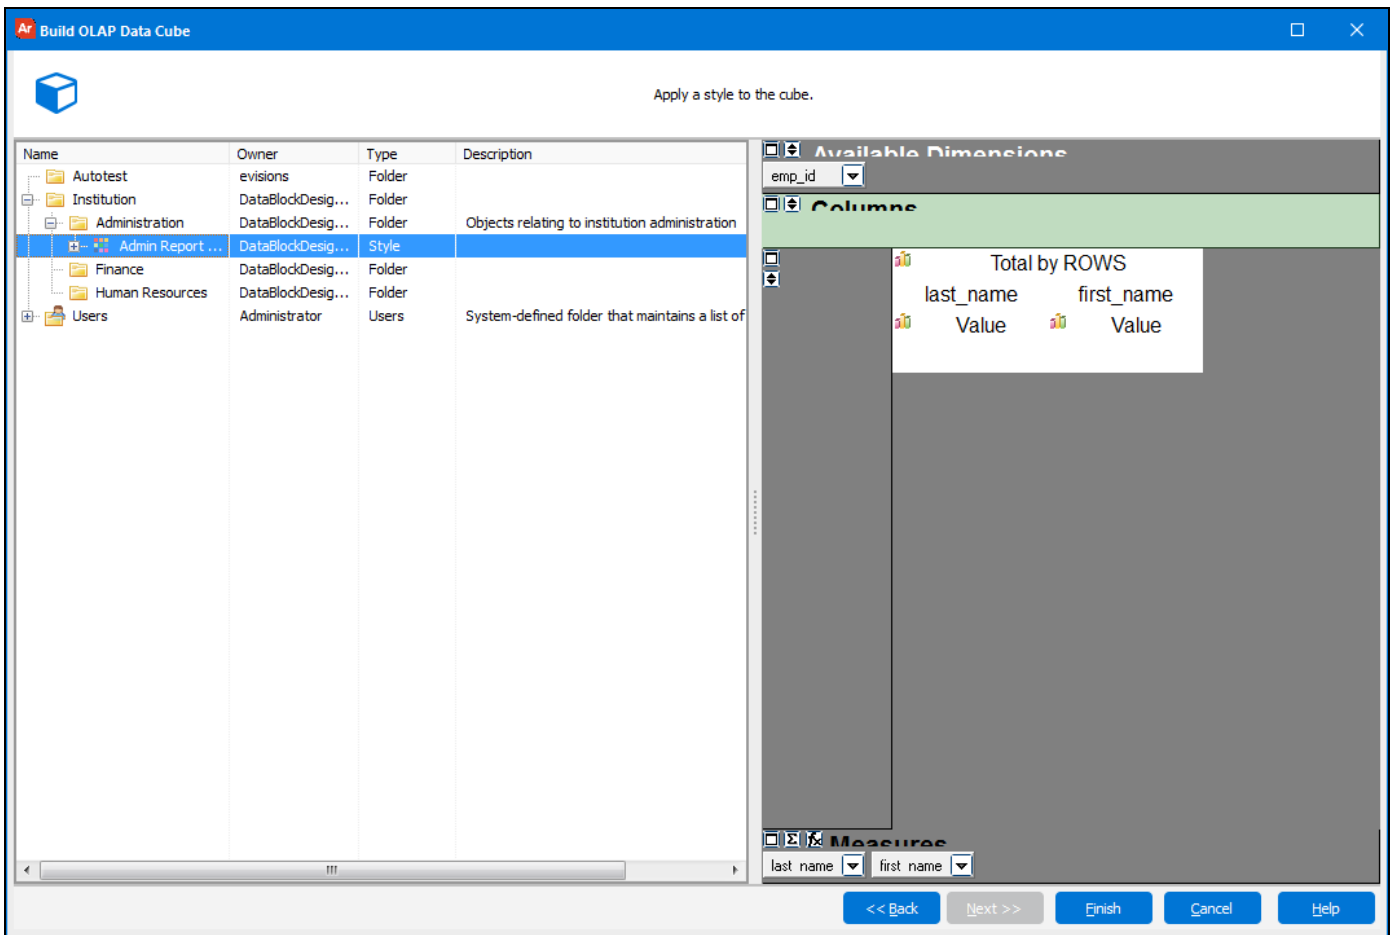 Ar Build OLAP Data Cube
Apply a style to the cube.
Name Owner Type Description
Autotest evisions Folder
Institution DataBlockDesig... Folder
Administration DataBlockDesig... Folder Objects relating to institution administration
Admin Report ... DataBlockDesig... Style
Finance DataBlockDesig... Folder
Human Resources DataBlockDesig... Folder
Users Administrator Users System-defined folder that maintains a list of
Available Dimensions
emp_id
Columns
Total by ROWS
last_name first_name
Value Value
Σ fx Measures
last name first name
<< Back Next >> Finish Cancel Help